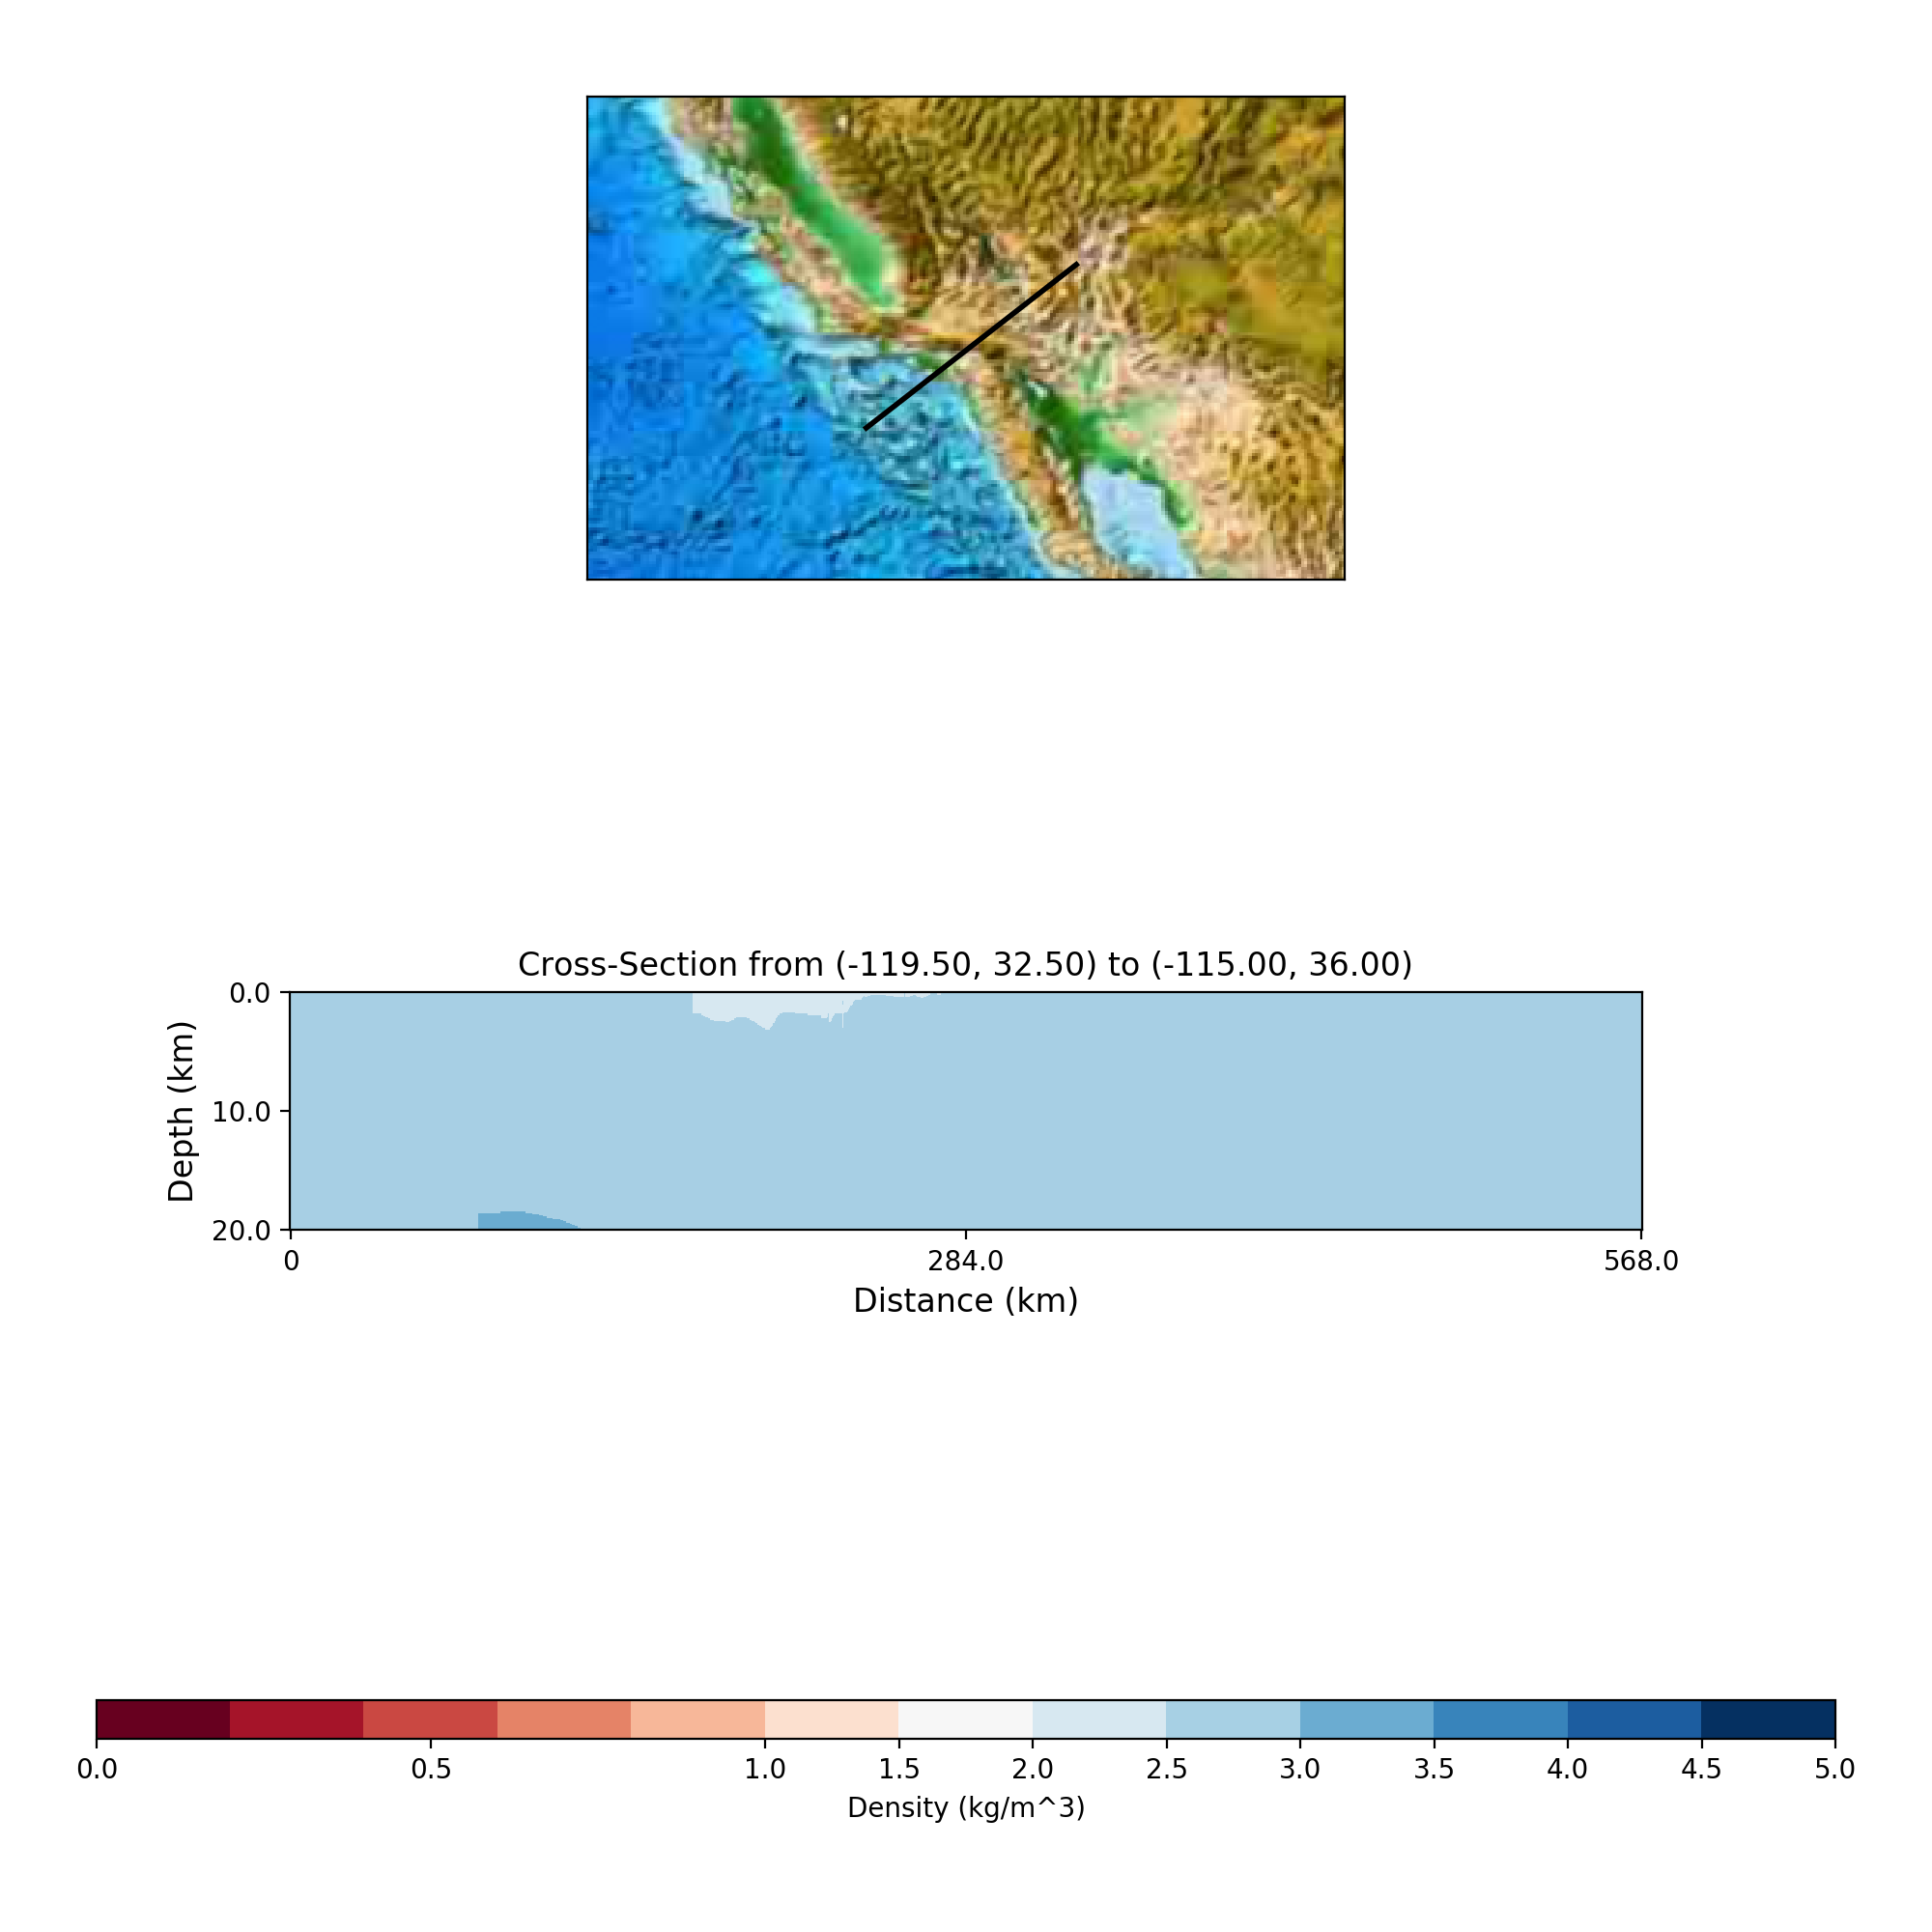 Cross-Section from (-119.50, 32.50) to (-115.00, 36.00)
0.0
10.0
20.0
Depth (km)
0 284.0 568.0
Distance (km)
0.0 0.5 1.0 1.5 2.0 2.5 3.0 3.5 4.0 4.5 5.0
Density (kg/m^3)